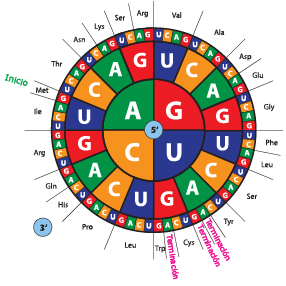 Val
Ala
Asp
Glu
Gly
Phe
Leu
Ser
Tyr
Terminación
Terminación
Cys
Terminación
Trp
Leu
Pro
His
Gln
Arg
Ile
Met
Inicio
Thr
Asn
Lys
Ser
Arg
5'
A G
C U
U C A G
U C A G
U C A G
U C A G
U C A G U C A G U C A G U C A G
U C A G U C A G U C A G U C A G
U C A G U C A G U C A G U C A G
U C A G U C A G U C A G U C A G
3'